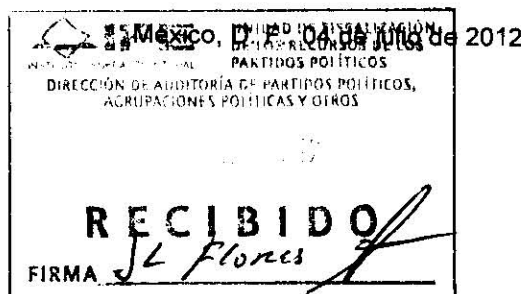 México, D. F. 04 de julio de 2012
UNIDAD DE FISCALIZACIÓN
DE LOS RECURSOS DE LOS
PARTIDOS POLÍTICOS
DIRECCIÓN DE AUDITORÍA DE PARTIDOS POLÍTICOS,
AGRUPACIONES POLÍTICAS Y OTROS
RECIBIDO
FIRMA JL Flores